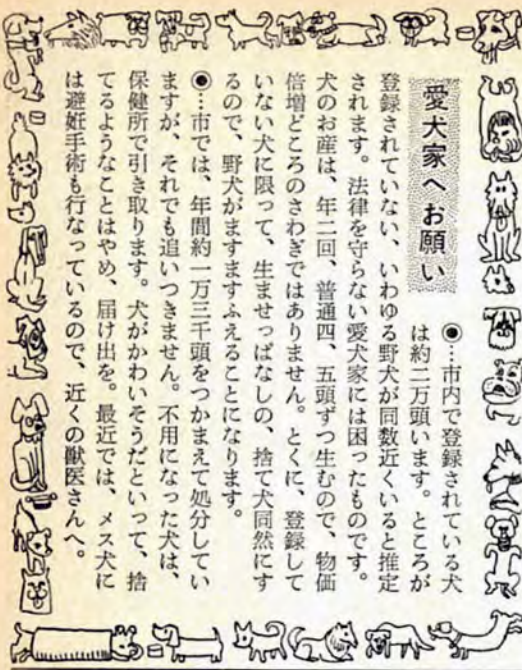 愛犬家へお願い
◉…市内で登録されている犬
は約二万頭います。ところが
登録されていない、いわゆる野犬が同数近くいると推定
されます。法律を守らない愛犬家には困ったものです。
犬のお産は、年二回、普通四、五頭ずつ生むので、物価
倍増どころのさわぎではありません。とくに、登録して
いない犬に限って、生ませっぱなしの、捨て犬同然にす
るので、野犬がますますふえることになります。
◉…市では、年間約一万三千頭をつかまえて処分してい
ますが、それでも追いつきません。不用になった犬は、
保健所で引き取ります。犬がかわいそうだといって、捨
てるようなことはやめ、届け出を。最近では、メス犬に
は避妊手術も行なっているので、近くの獣医さんへ。